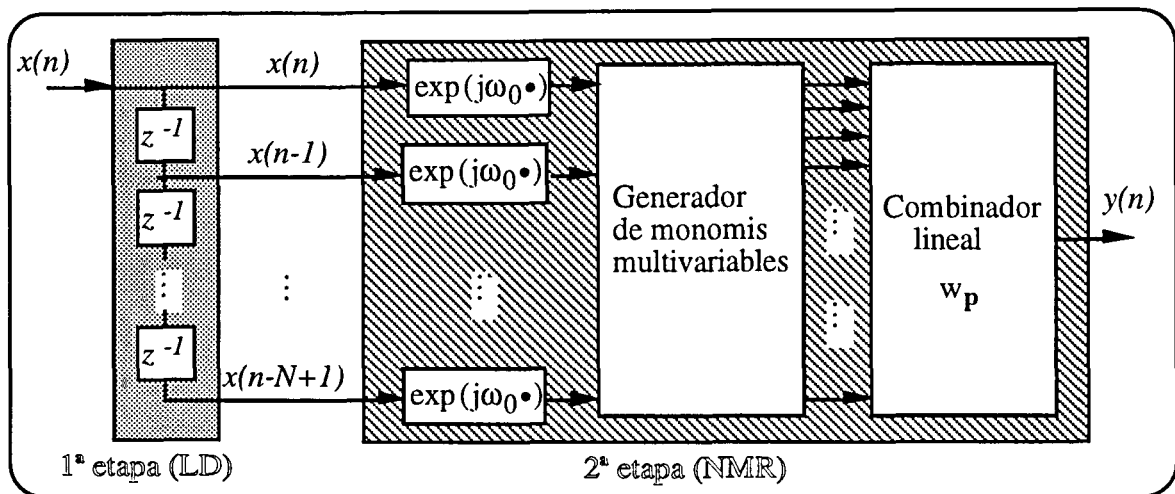 x(n)
x(n)
exp(jω₀•)
z⁻¹
x(n-1)
exp(jω₀•)
z⁻¹
Generador
de monomis
multivariables
Combinador
lineal
w_p
y(n)
z⁻¹
x(n-N+1)
exp(jω₀•)
1ª etapa (LD)
2ª etapa (NMR)